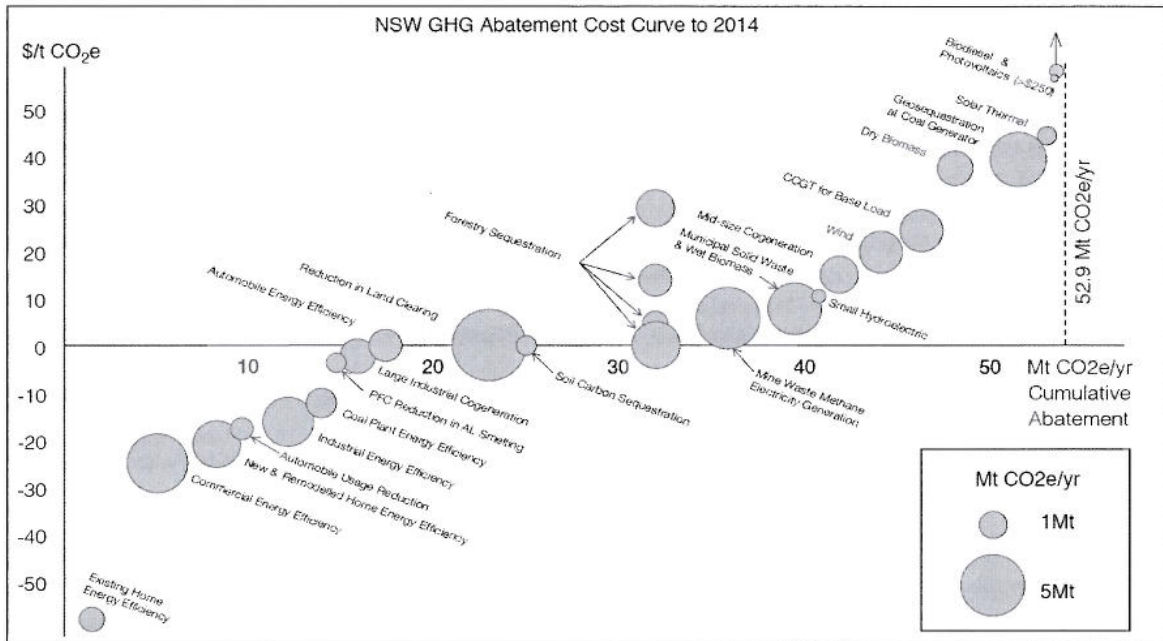 NSW GHG Abatement Cost Curve to 2014
$/t CO2e
50
40
30
20
10
0
-10
-20
-30
-40
-50
10
20
30
40
50
Mt CO2e/yr
Cumulative
Abatement
52.9 Mt CO2e/yr
Existing Home
Energy Efficiency
Commercial Energy Efficiency
New & Remodelled Home Energy Efficiency
Automobile Usage Reduction
Industrial Energy Efficiency
Coal Plant Energy Efficiency
PFC Reduction in AL Smelting
Large Industrial Cogeneration
Automobile Energy Efficiency
Reduction in Land Clearing
Soil Carbon Sequestration
Forestry Sequestration
Mine Waste Methane
Electricity Generation
Municipal Solid Waste
& Wet Biomass
Small Hydroelectric
Mid-size Cogeneration
Wind
CCGT for Base Load
Dry Biomass
Geosequestration
at Coal Generator
Solar Thermal
Biodiesel &
Photovoltaics (>$250)
Mt CO2e/yr
1Mt
5Mt